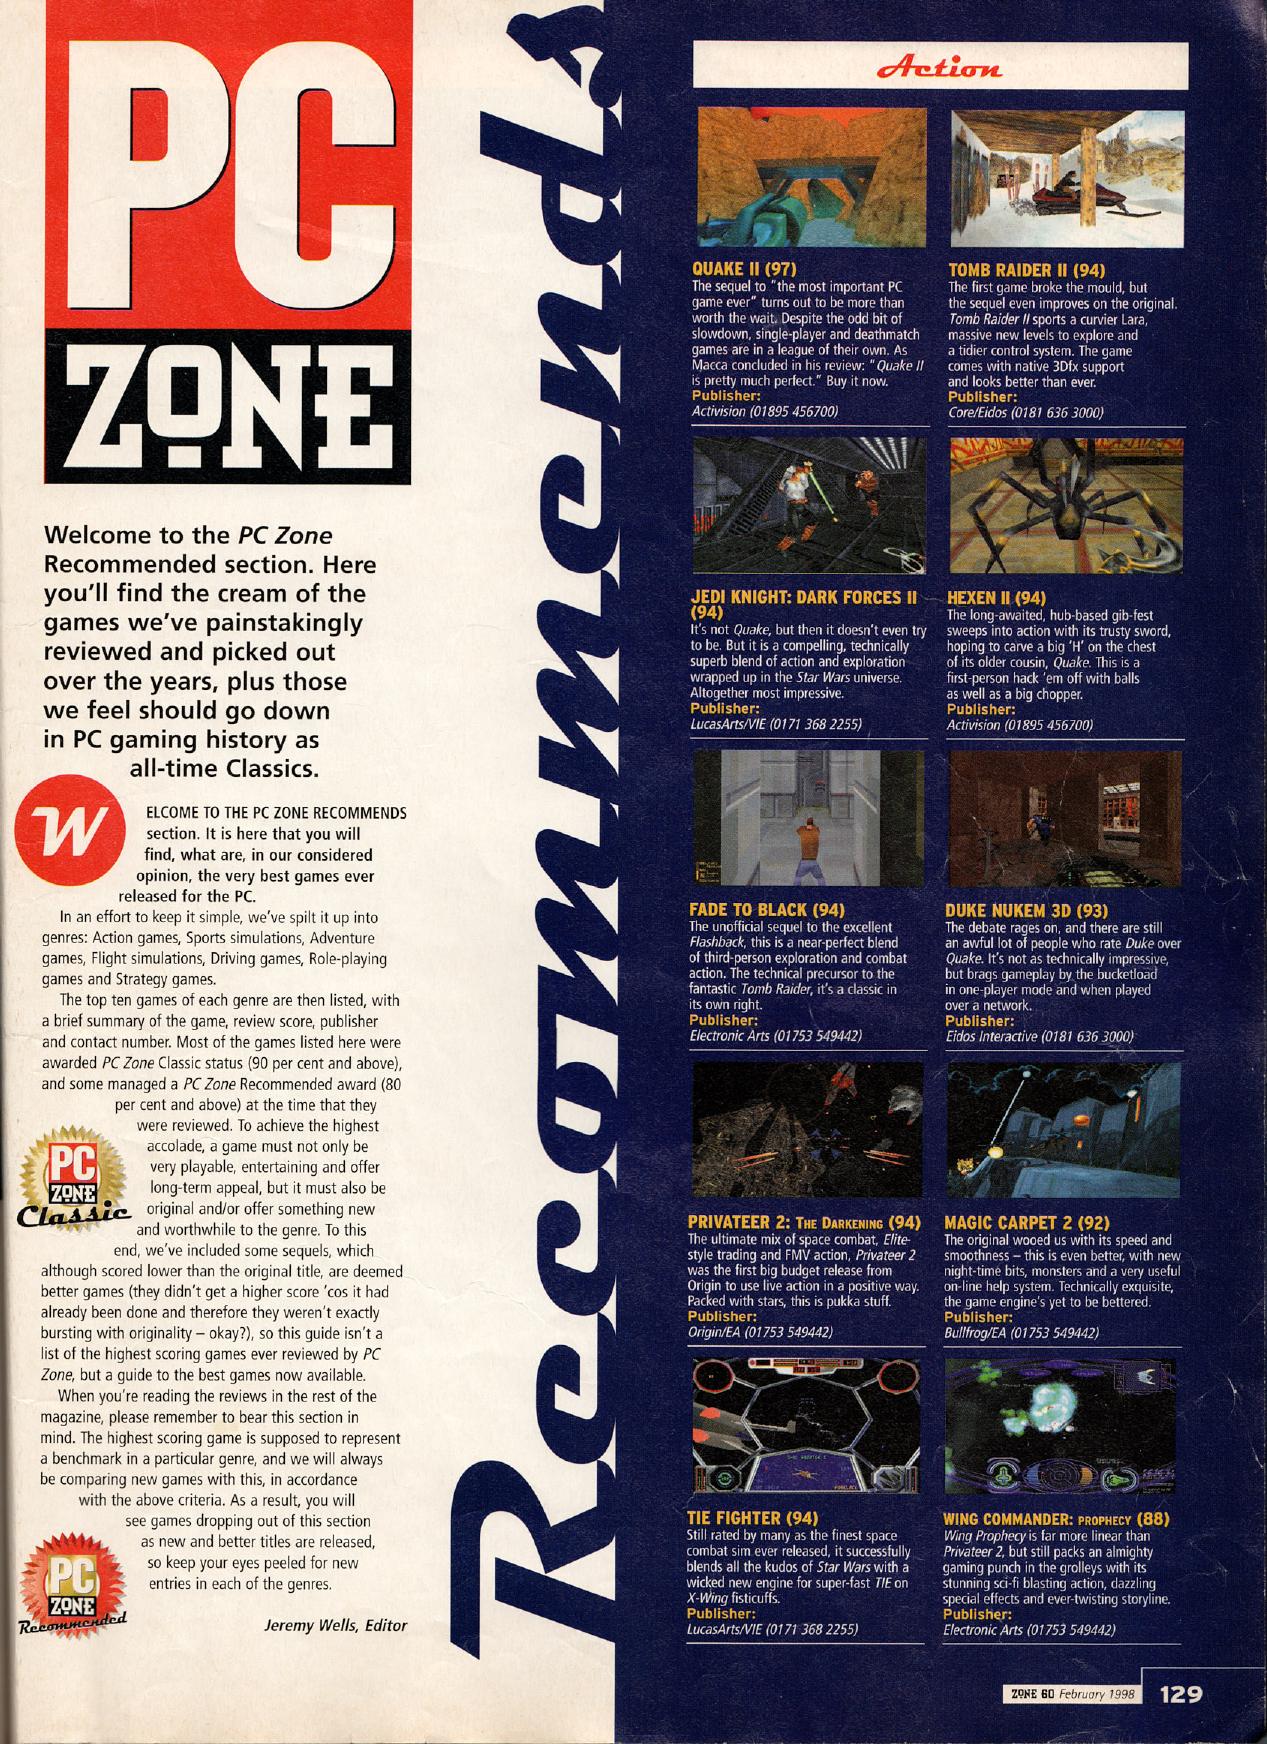 PC
ZONE
Recommends
Welcome to the PC Zone
Recommended section. Here
you'll find the cream of the
games we've painstakingly
reviewed and picked out
over the years, plus those
we feel should go down
in PC gaming history as
all-time Classics.
W
ELCOME TO THE PC ZONE RECOMMENDS
section. It is here that you will
find, what are, in our considered
opinion, the very best games ever
released for the PC.
In an effort to keep it simple, we've spilt it up into
genres: Action games, Sports simulations, Adventure
games, Flight simulations, Driving games, Role-playing
games and Strategy games.
The top ten games of each genre are then listed, with
a brief summary of the game, review score, publisher
and contact number. Most of the games listed here were
awarded PC Zone Classic status (90 per cent and above),
and some managed a PC Zone Recommended award (80
per cent and above) at the time that they
were reviewed. To achieve the highest
accolade, a game must not only be
very playable, entertaining and offer
long-term appeal, but it must also be
original and/or offer something new
and worthwhile to the genre. To this
end, we've included some sequels, which
although scored lower than the original title, are deemed
better games (they didn't get a higher score 'cos it had
already been done and therefore they weren't exactly
bursting with originality – okay?), so this guide isn't a
list of the highest scoring games ever reviewed by PC
Zone, but a guide to the best games now available.
When you're reading the reviews in the rest of the
magazine, please remember to bear this section in
mind. The highest scoring game is supposed to represent
a benchmark in a particular genre, and we will always
be comparing new games with this, in accordance
with the above criteria. As a result, you will
see games dropping out of this section
as new and better titles are released,
so keep your eyes peeled for new
entries in each of the genres.
Jeremy Wells, Editor
PC
ZONE
Classic
PC
ZONE
Recommended
Action
QUAKE II (97)
The sequel to "the most important PC
game ever" turns out to be more than
worth the wait. Despite the odd bit of
slowdown, single-player and deathmatch
games are in a league of their own. As
Macca concluded in his review: "Quake II
is pretty much perfect." Buy it now.
Publisher:
Activision (01895 456700)
TOMB RAIDER II (94)
The first game broke the mould, but
the sequel even improves on the original.
Tomb Raider II sports a curvier Lara,
massive new levels to explore and
a tidier control system. The game
comes with native 3Dfx support
and looks better than ever.
Publisher:
Core/Eidos (0181 636 3000)
JEDI KNIGHT: DARK FORCES II
(94)
It's not Quake, but then it doesn't even try
to be. But it is a compelling, technically
superb blend of action and exploration
wrapped up in the Star Wars universe.
Altogether most impressive.
Publisher:
LucasArts/VIE (0171 368 2255)
HEXEN II (94)
The long-awaited, hub-based gib-fest
sweeps into action with its trusty sword,
hoping to carve a big 'H' on the chest
of its older cousin, Quake. This is a
first-person hack 'em off with balls
as well as a big chopper.
Publisher:
Activision (01895 456700)
FADE TO BLACK (94)
The unofficial sequel to the excellent
Flashback, this is a near-perfect blend
of third-person exploration and combat
action. The technical precursor to the
fantastic Tomb Raider, it's a classic in
its own right.
Publisher:
Electronic Arts (01753 549442)
DUKE NUKEM 3D (93)
The debate rages on, and there are still
an awful lot of people who rate Duke over
Quake. It's not as technically impressive,
but brags gameplay by the bucketload
in one-player mode and when played
over a network.
Publisher:
Eidos Interactive (0181 636 3000)
PRIVATEER 2: THE DARKENING (94)
The ultimate mix of space combat, Elite-
style trading and FMV action, Privateer 2
was the first big budget release from
Origin to use live action in a positive way.
Packed with stars, this is pukka stuff.
Publisher:
Origin/EA (01753 549442)
MAGIC CARPET 2 (92)
The original wooed us with its speed and
smoothness – this is even better, with new
night-time bits, monsters and a very useful
on-line help system. Technically exquisite,
the game engine's yet to be bettered.
Publisher:
Bullfrog/EA (01753 549442)
TIE FIGHTER (94)
Still rated by many as the finest space
combat sim ever released, it successfully
blends all the kudos of Star Wars with a
wicked new engine for super-fast TIE on
X-Wing fisticuffs.
Publisher:
LucasArts/VIE (0171 368 2255)
WING COMMANDER: PROPHECY (88)
Wing Prophecy is far more linear than
Privateer 2, but still packs an almighty
gaming punch in the grolleys with its
stunning sci-fi blasting action, dazzling
special effects and ever-twisting storyline.
Publisher:
Electronic Arts (01753 549442)
ZONE 60 February 1998
129